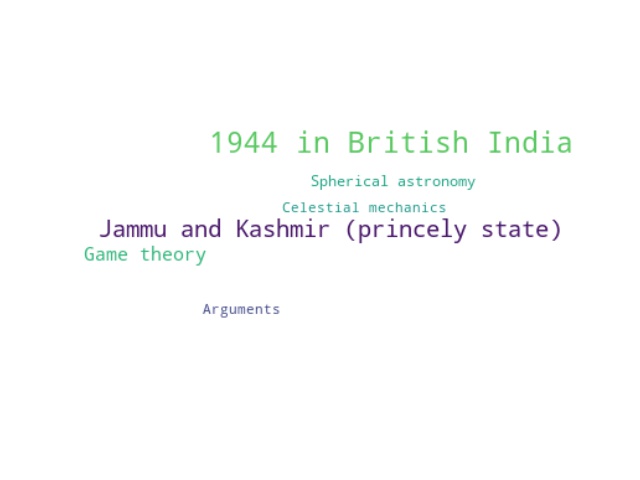 1944 in British India
Spherical astronomy
Celestial mechanics
Jammu and Kashmir (princely state)
Game theory
Arguments